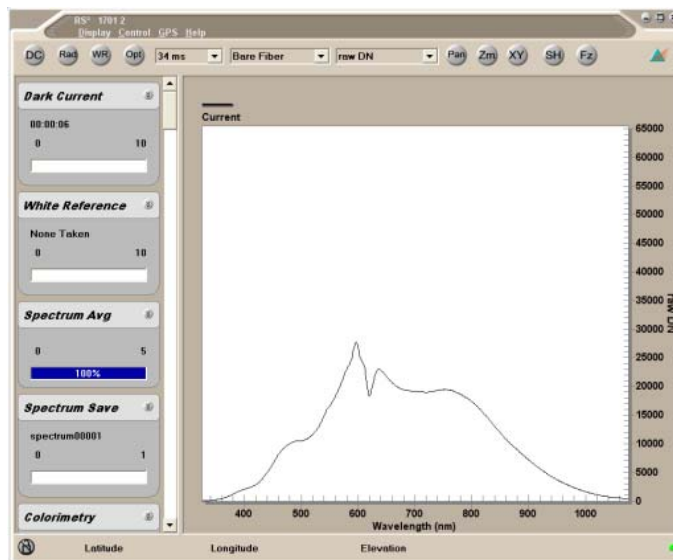 RS³ 1701 2
Display Control GPS Help
DC Rad WR Opt 34 ms Bare Fiber raw DN Pan Zm XY SH Fz
Dark Current
00:00:06
0 10
White Reference
None Taken
0 10
Spectrum Avg
0 5
100%
Spectrum Save
spectrum00001
0 1
Colorimetry
Current
65000
60000
55000
50000
45000
40000
35000
30000
25000
20000
15000
10000
5000
0
raw DN
400 500 600 700 800 900 1000
Wavelength (nm)
N Latitude Longitude Elevation